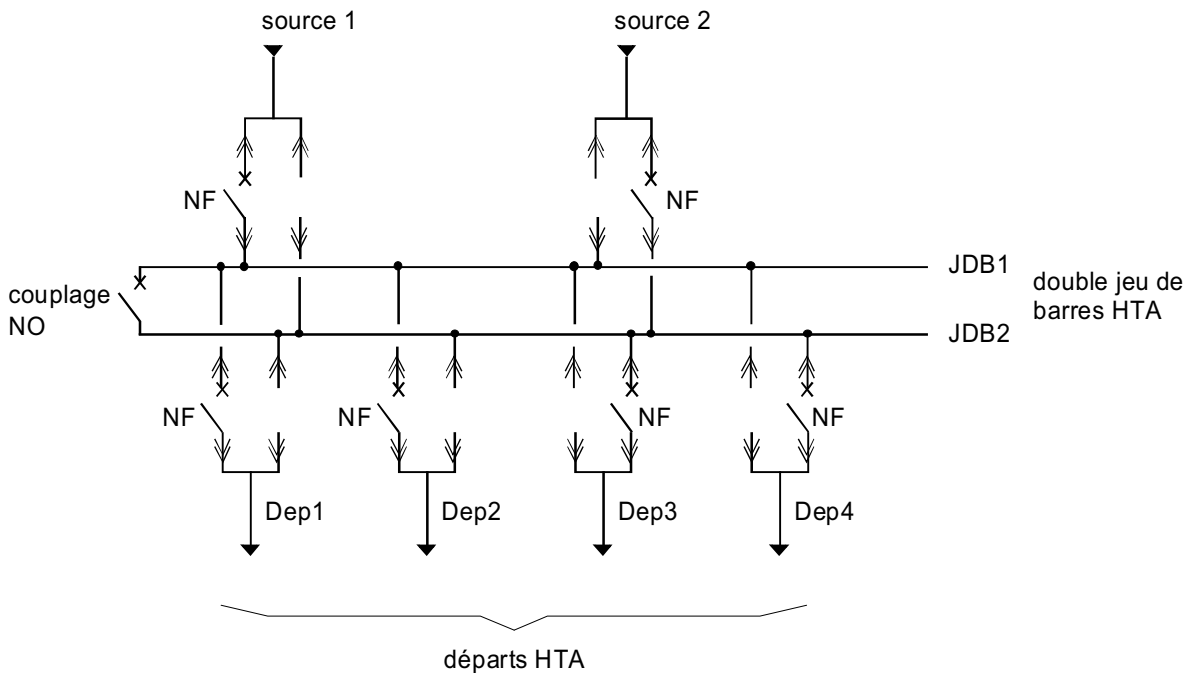 source 1
source 2
NF
NF
couplage
NO
JDB1
JDB2
double jeu de
barres HTA
NF
NF
NF
NF
Dep1
Dep2
Dep3
Dep4
départs HTA